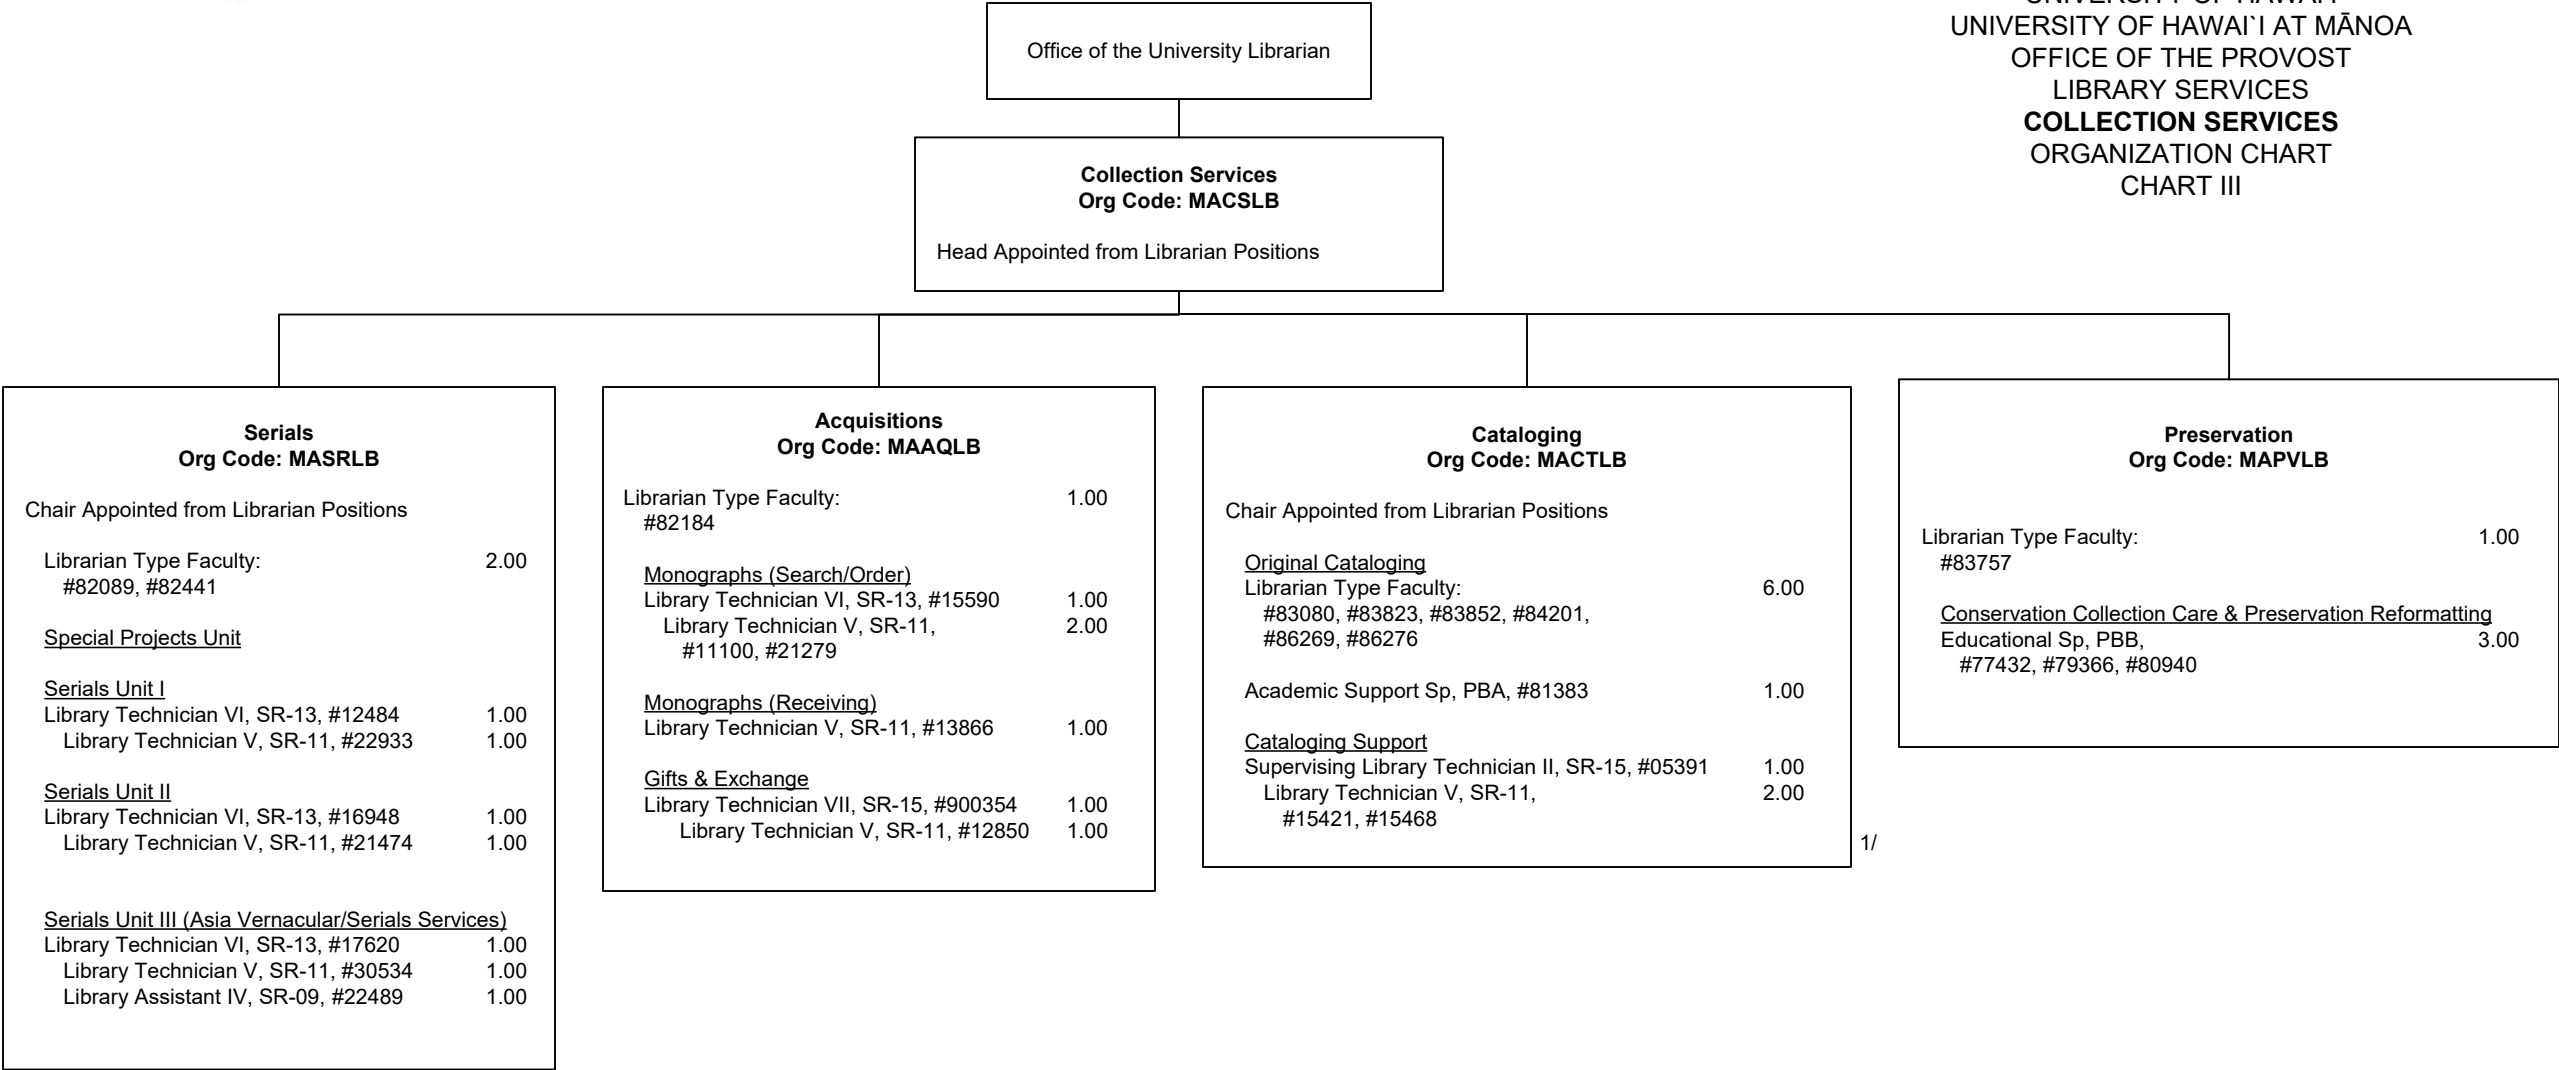 UNIVERSITY OF HAWAI`I AT MĀNOA
OFFICE OF THE PROVOST
LIBRARY SERVICES
COLLECTION SERVICES
ORGANIZATION CHART
CHART III
Office of the University Librarian
Collection Services
Org Code: MACSLB
Head Appointed from Librarian Positions
Serials
Org Code: MASRLB
Chair Appointed from Librarian Positions
Librarian Type Faculty: 2.00
#82089, #82441
Special Projects Unit
Serials Unit I
Library Technician VI, SR-13, #12484 1.00
Library Technician V, SR-11, #22933 1.00
Serials Unit II
Library Technician VI, SR-13, #16948 1.00
Library Technician V, SR-11, #21474 1.00
Serials Unit III (Asia Vernacular/Serials Services)
Library Technician VI, SR-13, #17620 1.00
Library Technician V, SR-11, #30534 1.00
Library Assistant IV, SR-09, #22489 1.00
Acquisitions
Org Code: MAAQLB
Librarian Type Faculty: 1.00
#82184
Monographs (Search/Order)
Library Technician VI, SR-13, #15590 1.00
Library Technician V, SR-11, 2.00
#11100, #21279
Monographs (Receiving)
Library Technician V, SR-11, #13866 1.00
Gifts & Exchange
Library Technician VII, SR-15, #900354 1.00
Library Technician V, SR-11, #12850 1.00
Cataloging
Org Code: MACTLB
Chair Appointed from Librarian Positions
Original Cataloging
Librarian Type Faculty: 6.00
#83080, #83823, #83852, #84201,
#86269, #86276
Academic Support Sp, PBA, #81383 1.00
Cataloging Support
Supervising Library Technician II, SR-15, #05391 1.00
Library Technician V, SR-11, 2.00
#15421, #15468
1/
Preservation
Org Code: MAPVLB
Librarian Type Faculty: 1.00
#83757
Conservation Collection Care & Preservation Reformatting
Educational Sp, PBB, 3.00
#77432, #79366, #80940